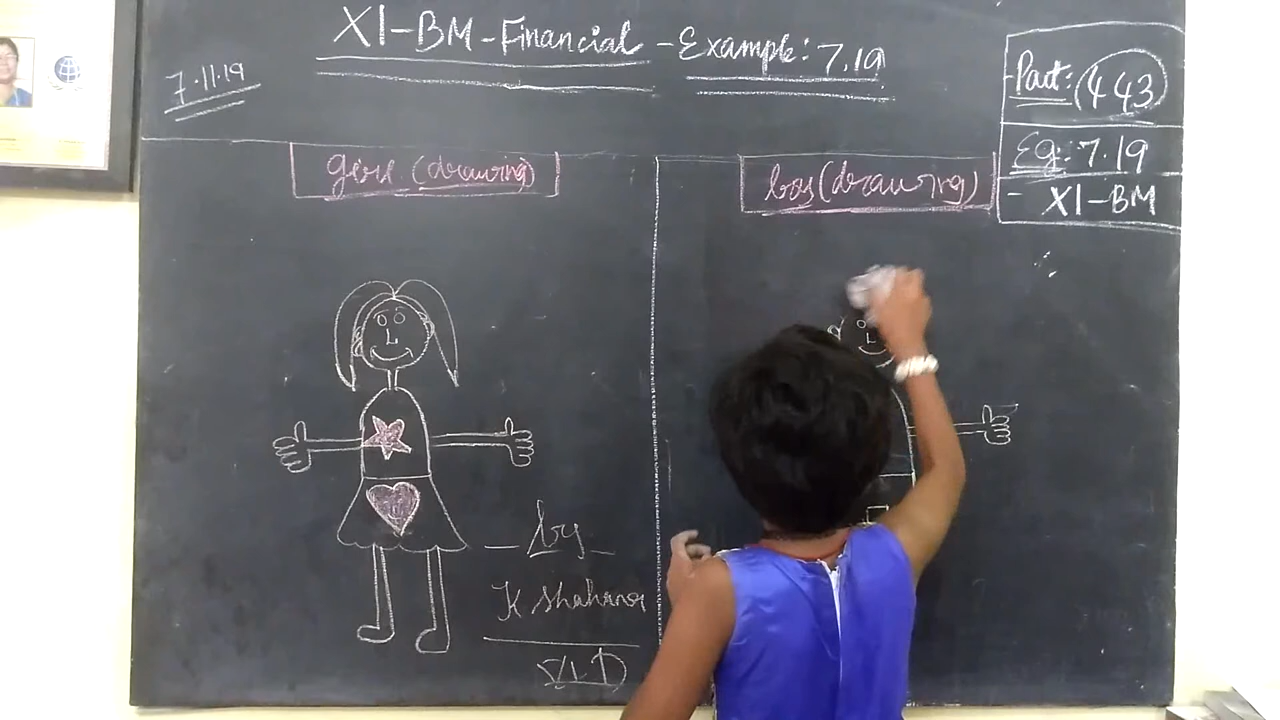 XI-BM-Financial-Example: 7.19
7.11.19
Part: 443
Eg: 7.19
- XI-BM
girl (drawing)
boy (drawing)
- by -
K